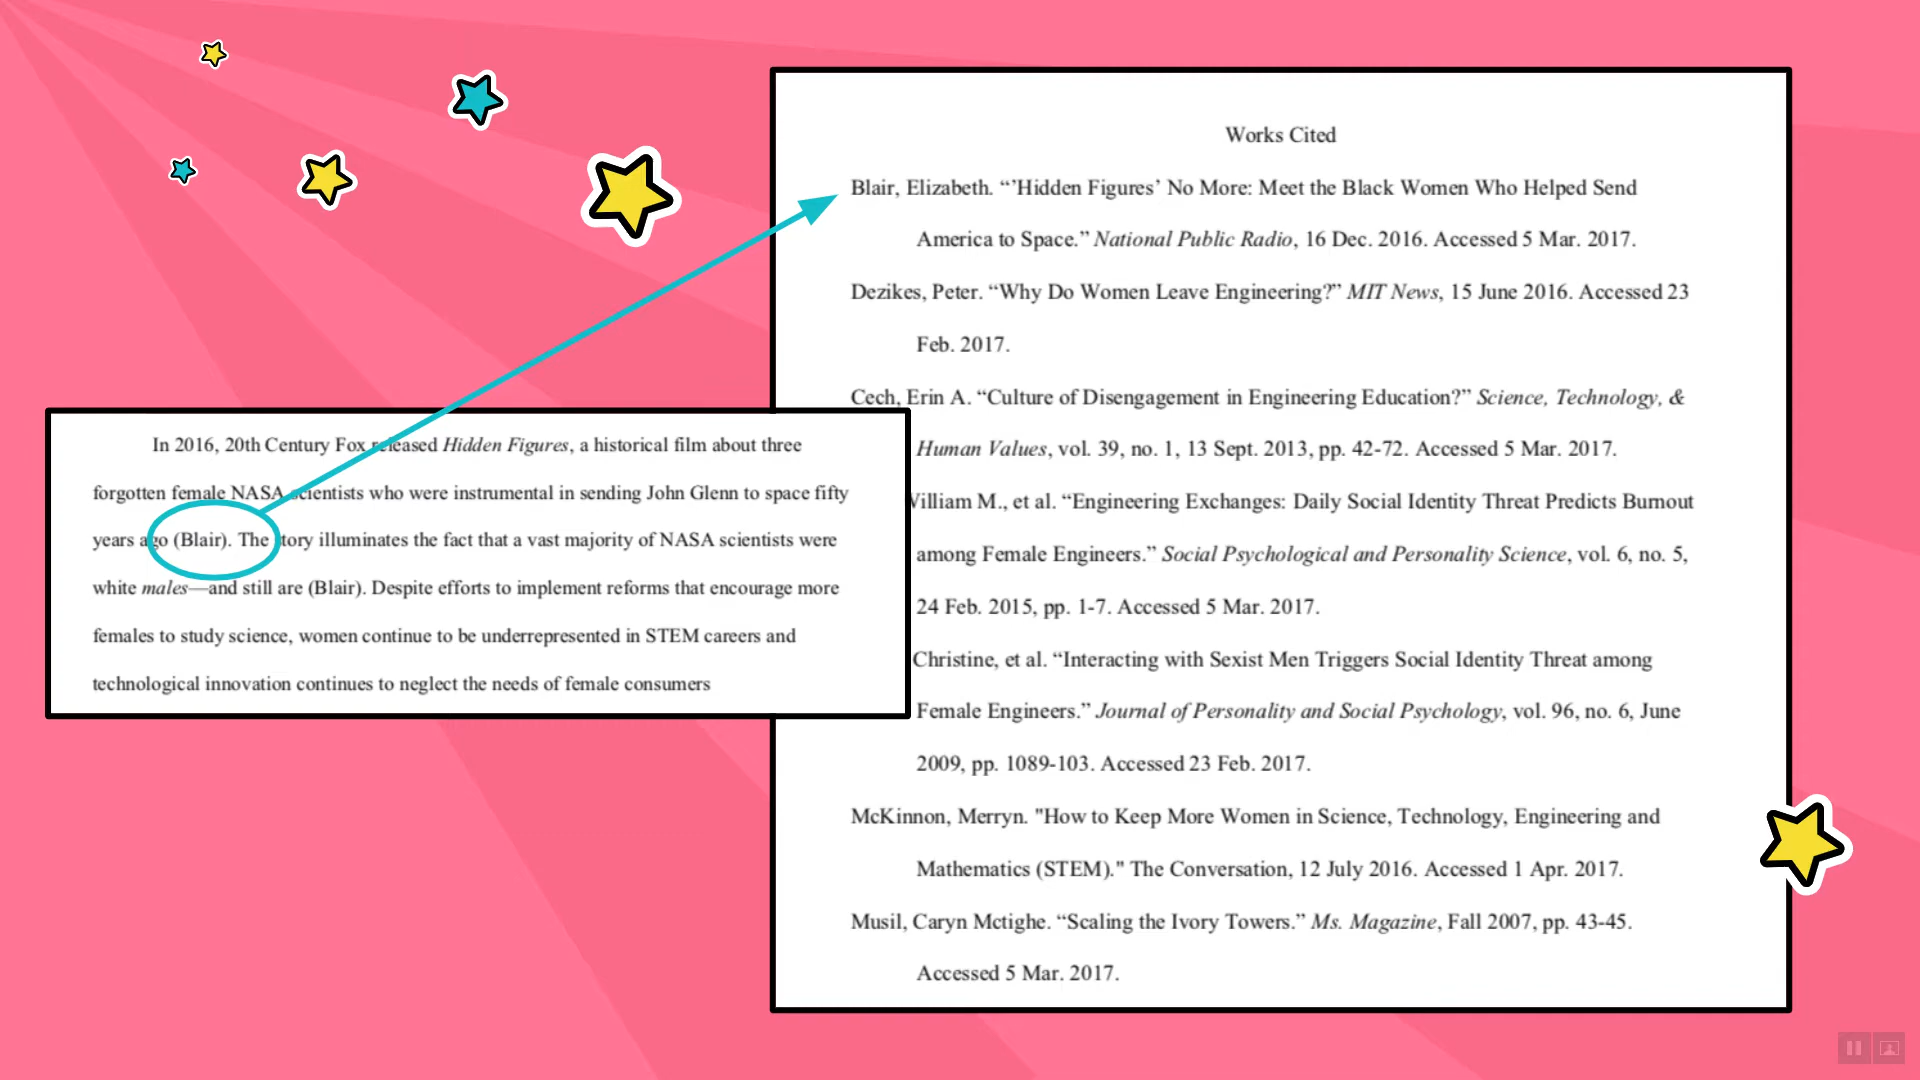 In 2016, 20th Century Fox released Hidden Figures, a historical film about three
forgotten female NASA scientists who were instrumental in sending John Glenn to space fifty
years ago (Blair). The story illuminates the fact that a vast majority of NASA scientists were
white males—and still are (Blair). Despite efforts to implement reforms that encourage more
females to study science, women continue to be underrepresented in STEM careers and
technological innovation continues to neglect the needs of female consumers
Works Cited
Blair, Elizabeth. “’Hidden Figures’ No More: Meet the Black Women Who Helped Send
America to Space.” National Public Radio, 16 Dec. 2016. Accessed 5 Mar. 2017.
Dezikes, Peter. “Why Do Women Leave Engineering?” MIT News, 15 June 2016. Accessed 23
Feb. 2017.
Cech, Erin A. “Culture of Disengagement in Engineering Education?” Science, Technology, &
Human Values, vol. 39, no. 1, 13 Sept. 2013, pp. 42-72. Accessed 5 Mar. 2017.
William M., et al. “Engineering Exchanges: Daily Social Identity Threat Predicts Burnout
among Female Engineers.” Social Psychological and Personality Science, vol. 6, no. 5,
24 Feb. 2015, pp. 1-7. Accessed 5 Mar. 2017.
Christine, et al. “Interacting with Sexist Men Triggers Social Identity Threat among
Female Engineers.” Journal of Personality and Social Psychology, vol. 96, no. 6, June
2009, pp. 1089-103. Accessed 23 Feb. 2017.
McKinnon, Merryn. "How to Keep More Women in Science, Technology, Engineering and
Mathematics (STEM)." The Conversation, 12 July 2016. Accessed 1 Apr. 2017.
Musil, Caryn Mctighe. “Scaling the Ivory Towers.” Ms. Magazine, Fall 2007, pp. 43-45.
Accessed 5 Mar. 2017.